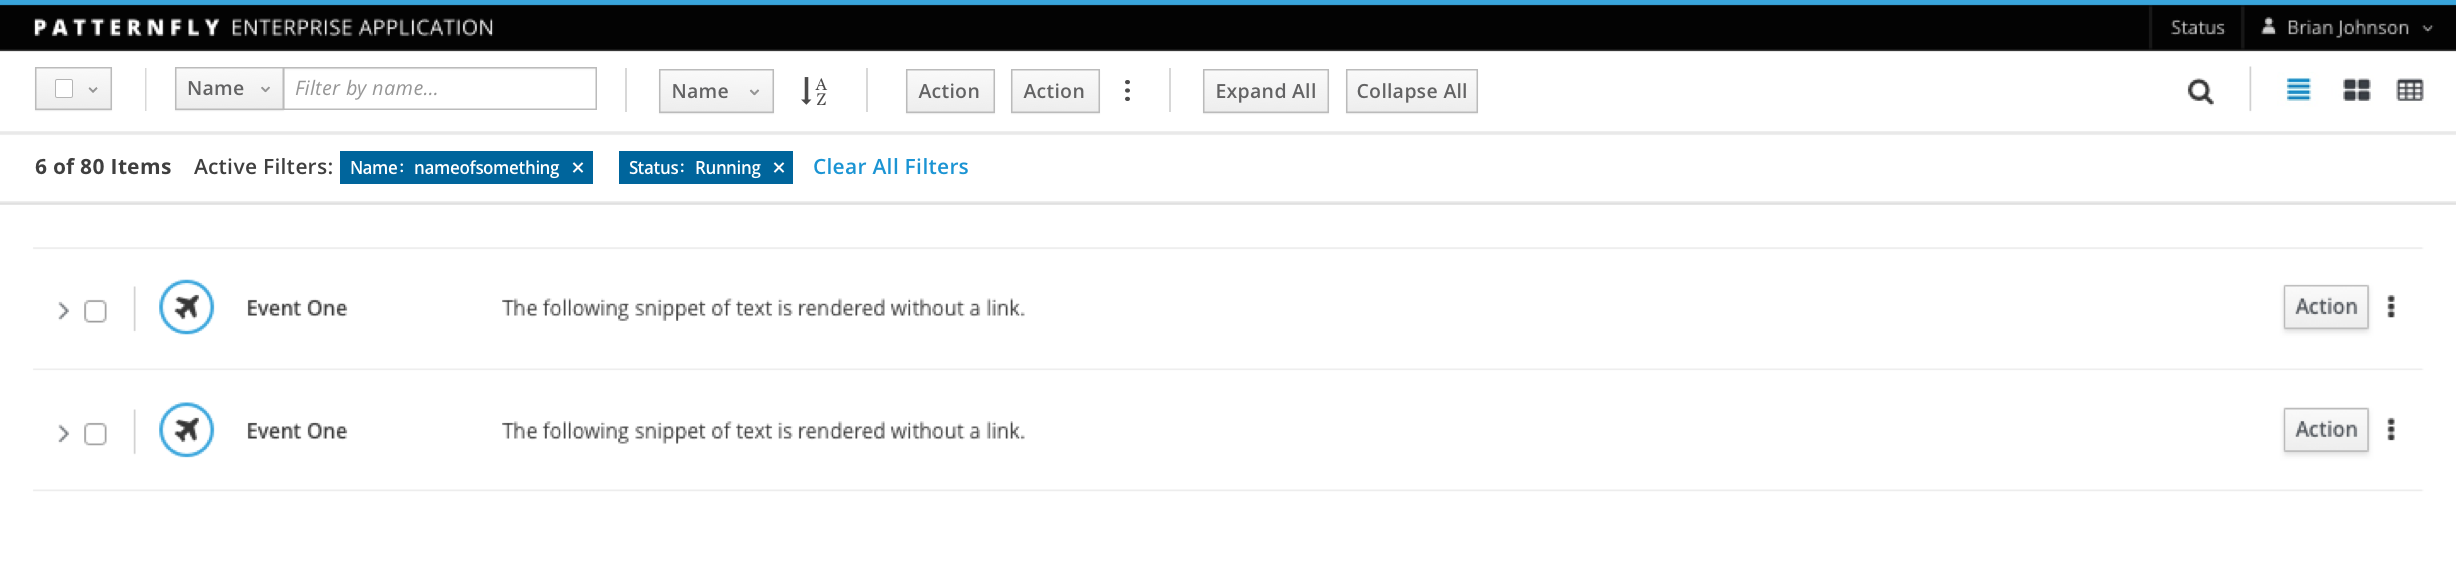 PATTERNFLY ENTERPRISE APPLICATION Status Brian Johnson
Name Filter by name... Name A Z Action Action Expand All Collapse All
6 of 80 Items Active Filters: Name: nameofsomething × Status: Running × Clear All Filters
Event One The following snippet of text is rendered without a link. Action
Event One The following snippet of text is rendered without a link. Action